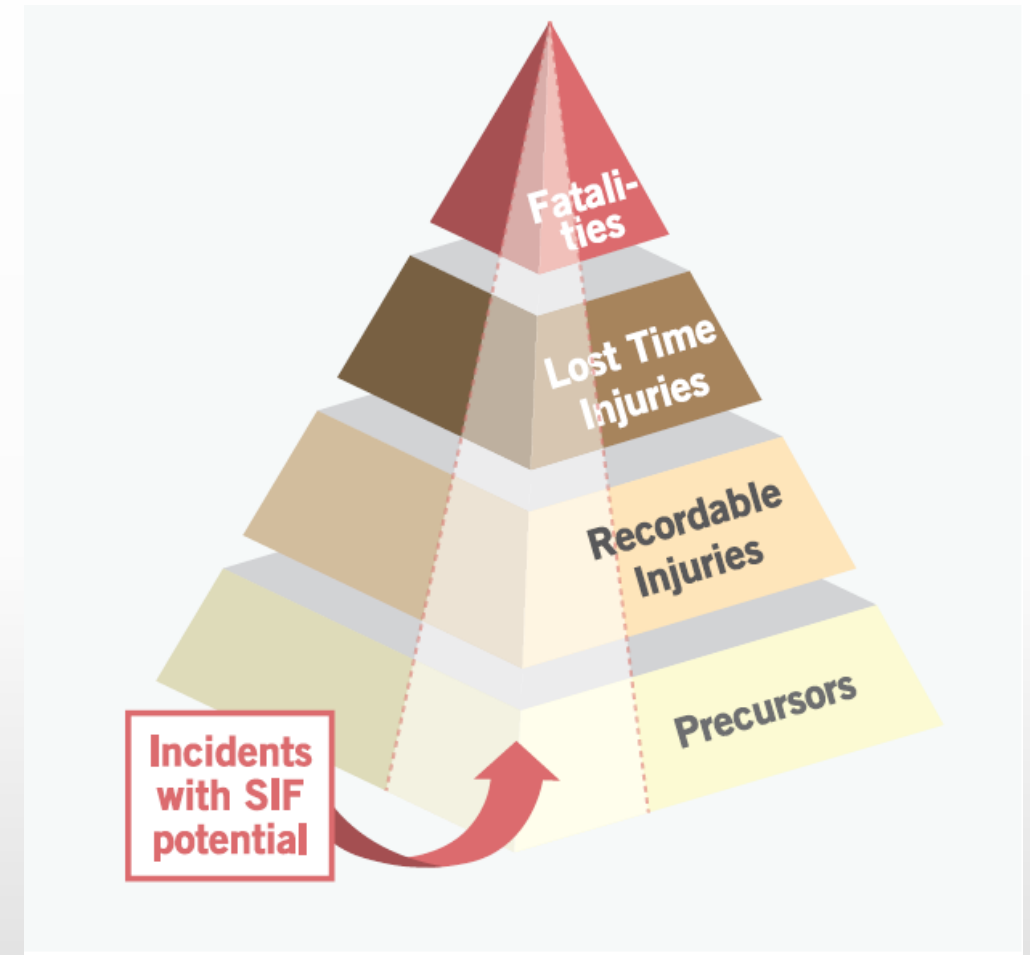 Fatali-
ties
Lost Time
Injuries
Recordable
Injuries
Precursors
Incidents
with SIF
potential